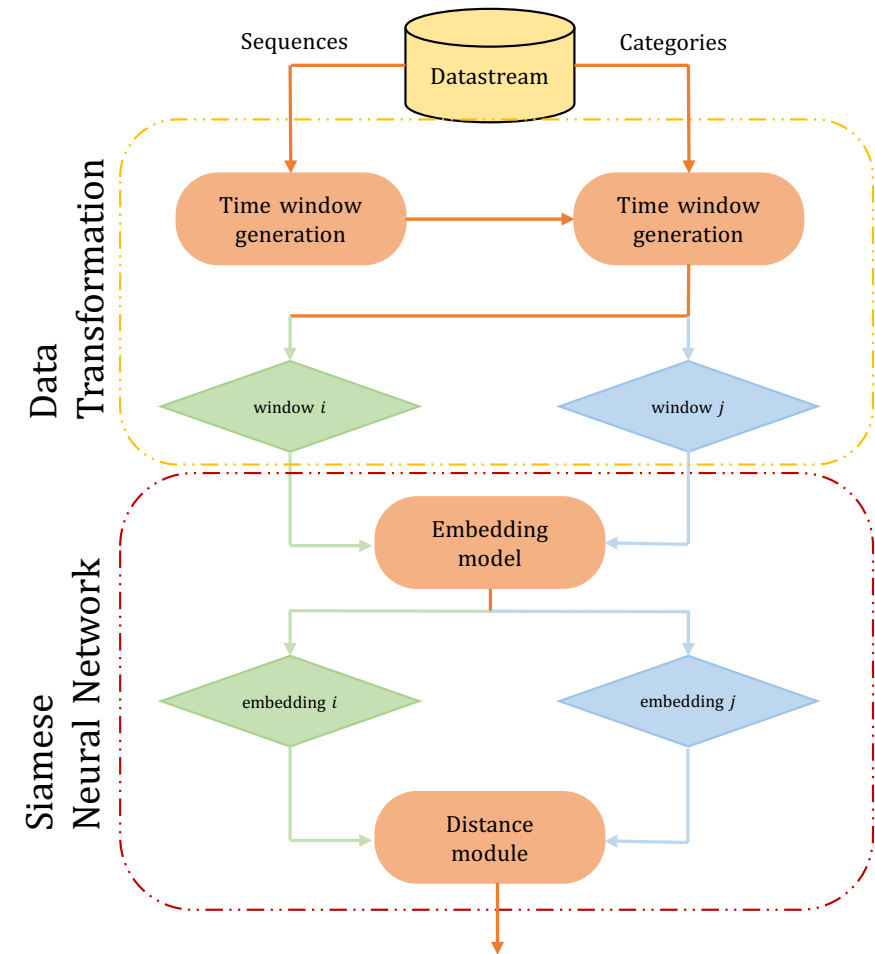 Sequences
Categories
Datastream
Data
Transformation
Time window
generation
Time window
generation
window i
window j
Siamese
Neural Network
Embedding
model
embedding i
embedding j
Distance
module